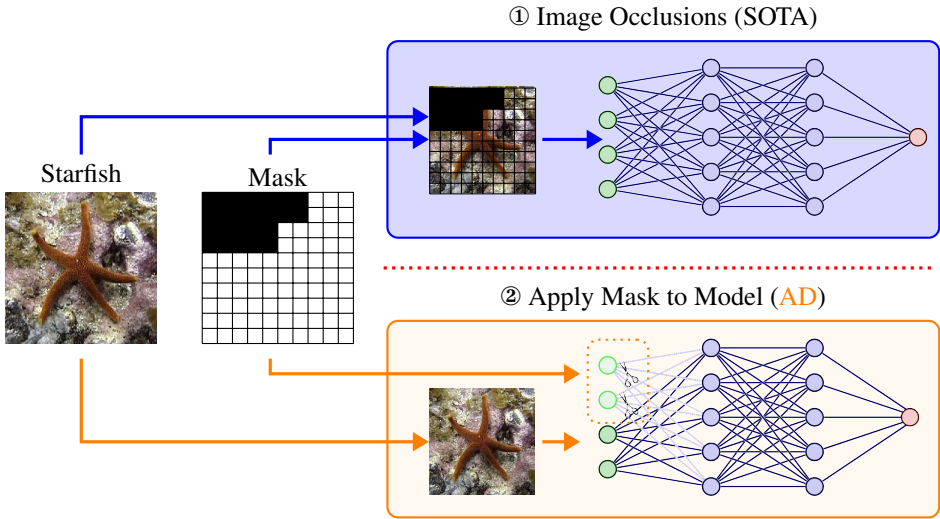 ① Image Occlusions (SOTA)
Starfish
Mask
② Apply Mask to Model (AD)